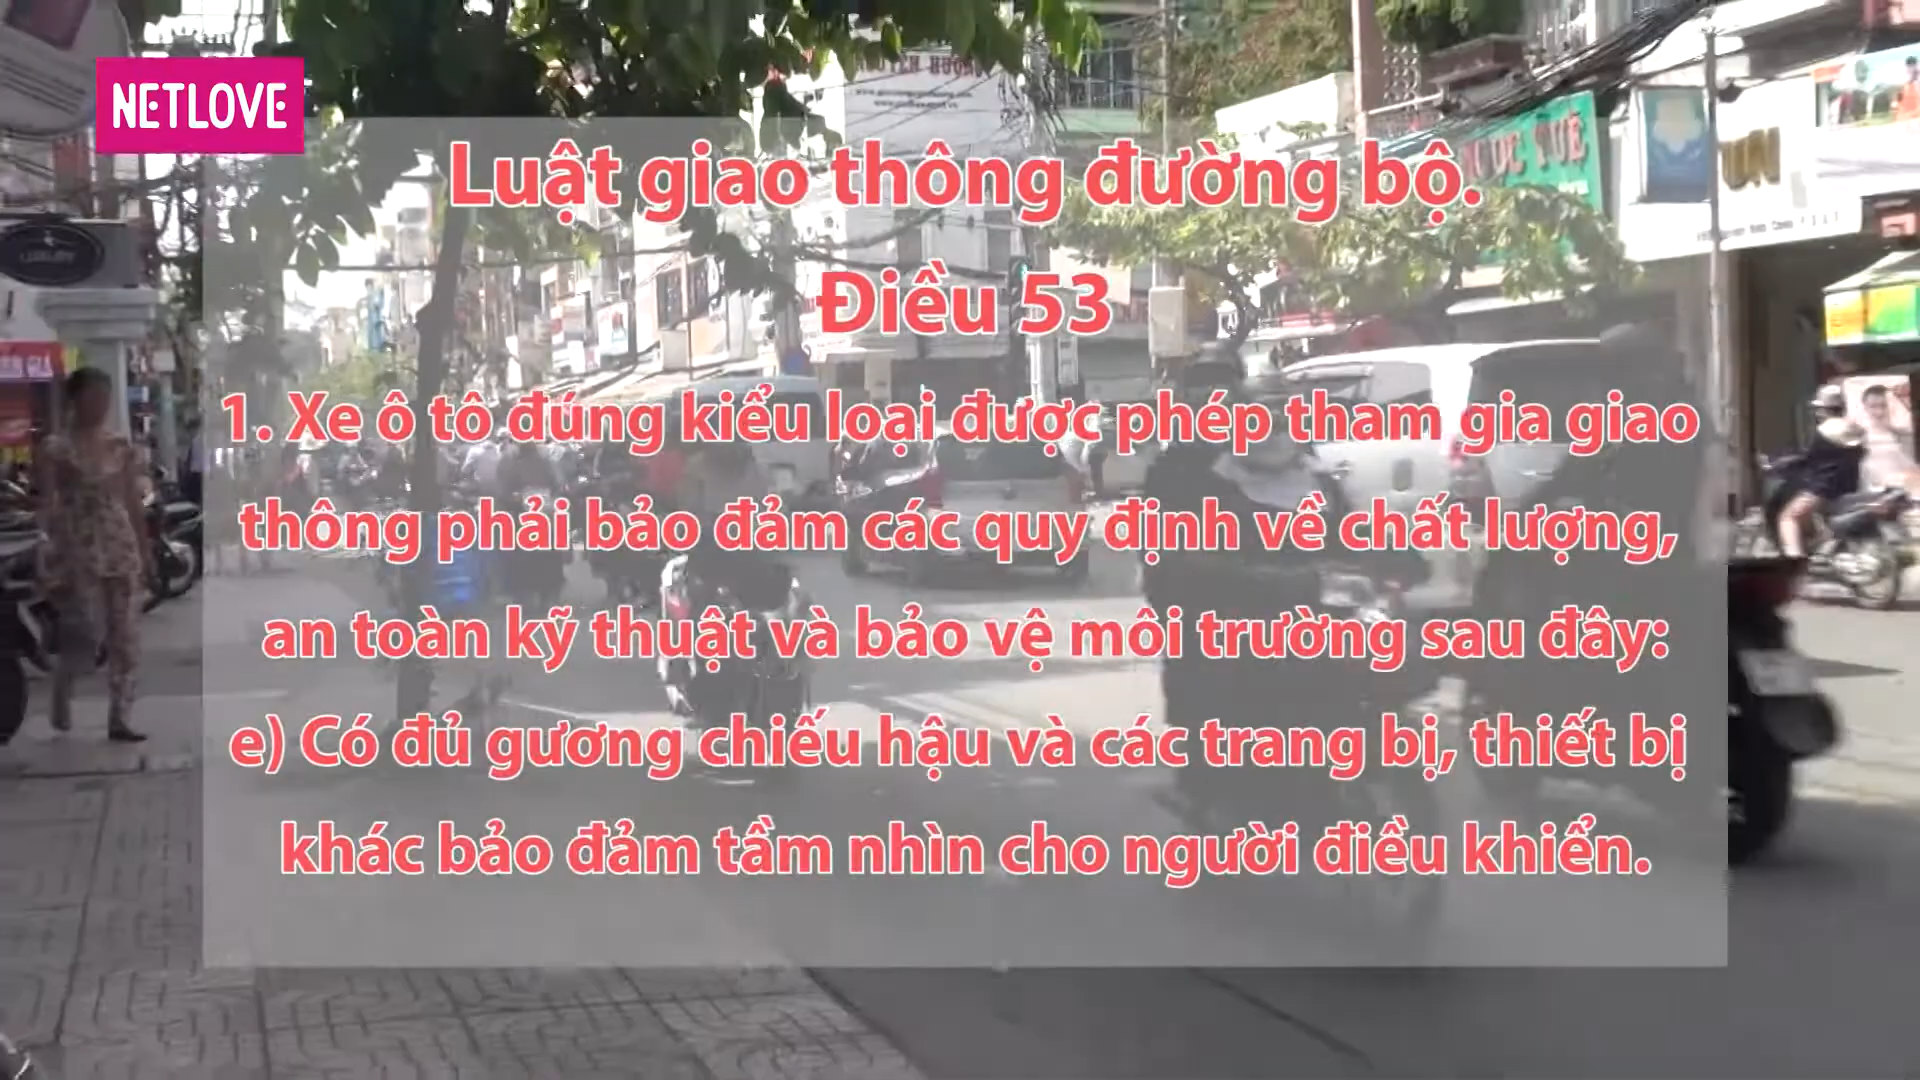 NETLOVE
Luật giao thông đường bộ.
Điều 53
1. Xe ô tô đúng kiểu loại được phép tham gia giao
thông phải bảo đảm các quy định về chất lượng,
an toàn kỹ thuật và bảo vệ môi trường sau đây:
e) Có đủ gương chiếu hậu và các trang bị, thiết bị
khác bảo đảm tầm nhìn cho người điều khiển.